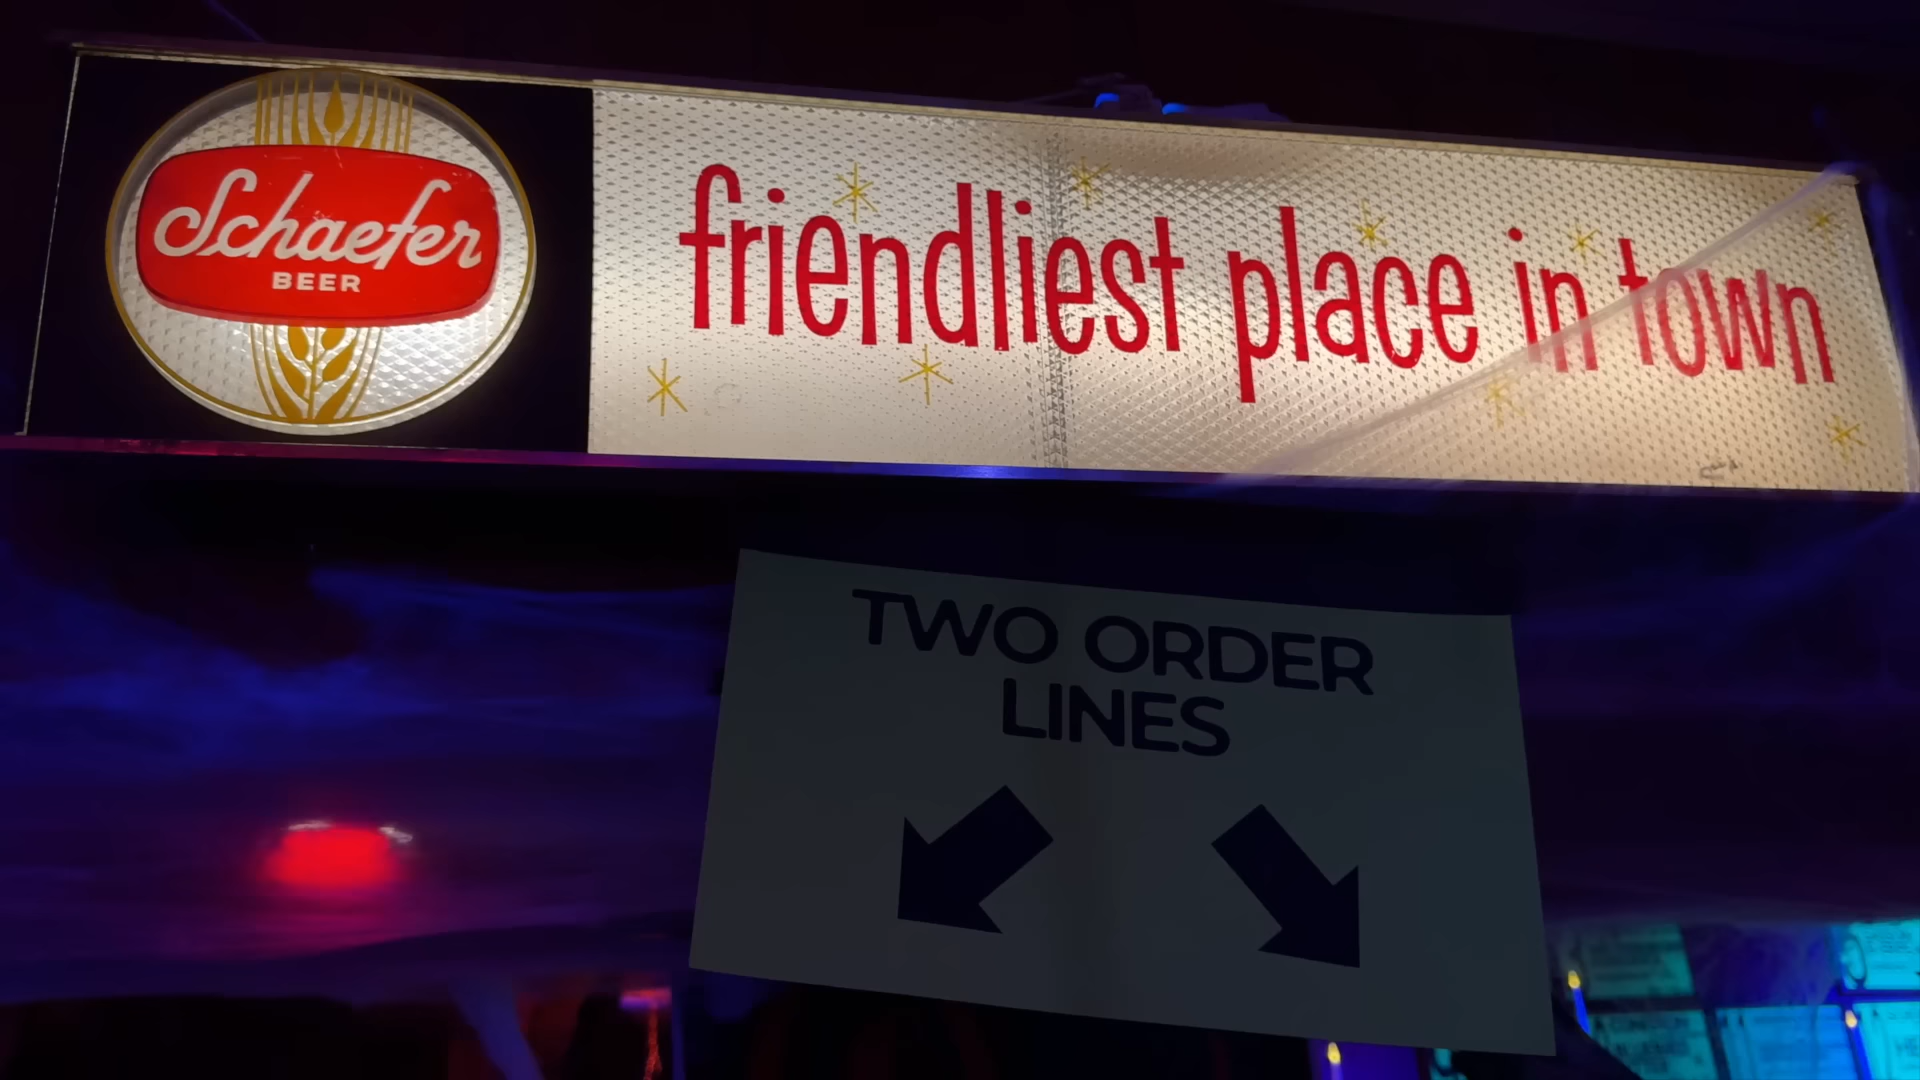 Schaefer
BEER
friendliest place in town
TWO ORDER
LINES